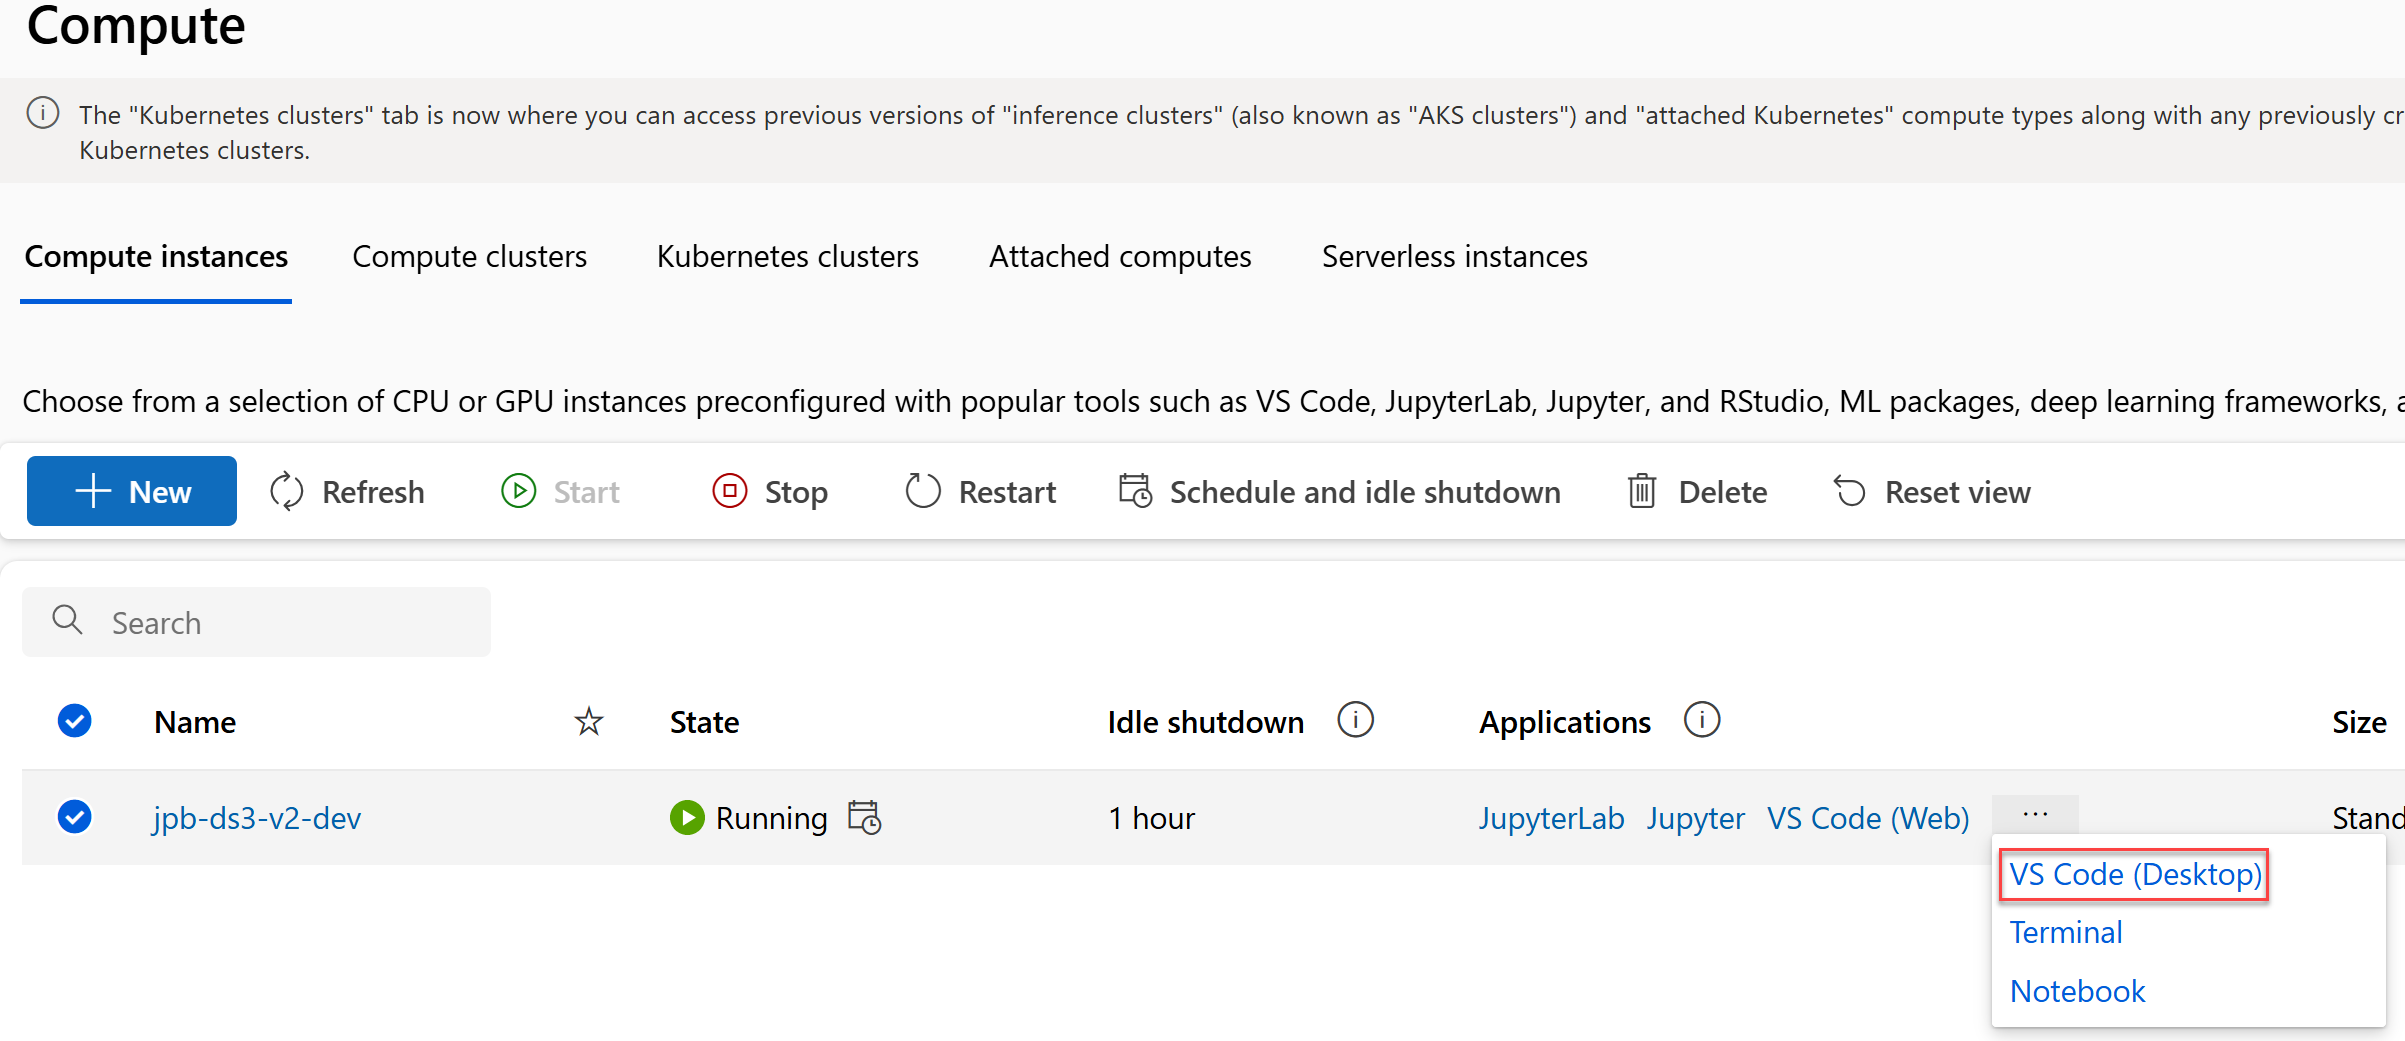 Compute
The "Kubernetes clusters" tab is now where you can access previous versions of "inference clusters" (also known as "AKS clusters") and "attached Kubernetes" compute types along with any previously
Kubernetes clusters.
Compute instances Compute clusters Kubernetes clusters Attached computes Serverless instances
Choose from a selection of CPU or GPU instances preconfigured with popular tools such as VS Code, JupyterLab, Jupyter, and RStudio, ML packages, deep learning frameworks,
New Refresh Start Stop Restart Schedule and idle shutdown Delete Reset view
Search
Name State Idle shutdown Applications Size
jpb-ds3-v2-dev Running 1 hour JupyterLab Jupyter VS Code (Web) ...
VS Code (Desktop)
Terminal
Notebook